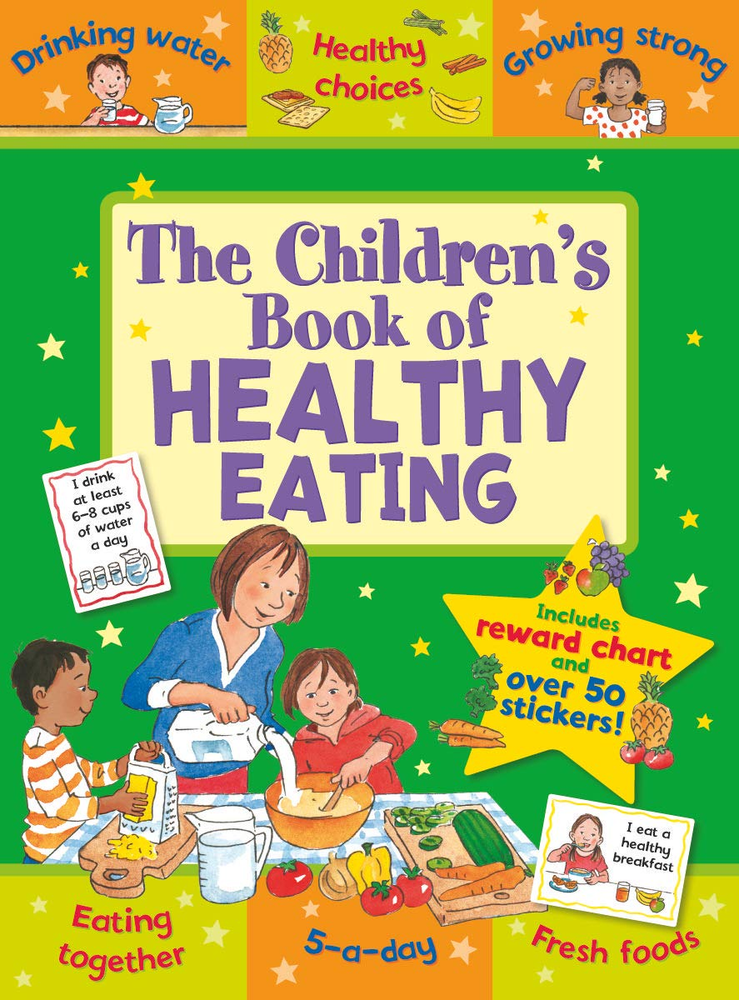 Drinking water
Healthy
choices
Growing strong
The Children's
Book of
HEALTHY
EATING
I drink
at least
6–8 cups
of water
a day
Includes
reward chart
and
over 50
stickers!
I eat a
healthy
breakfast
Eating
together
5-a-day
Fresh foods